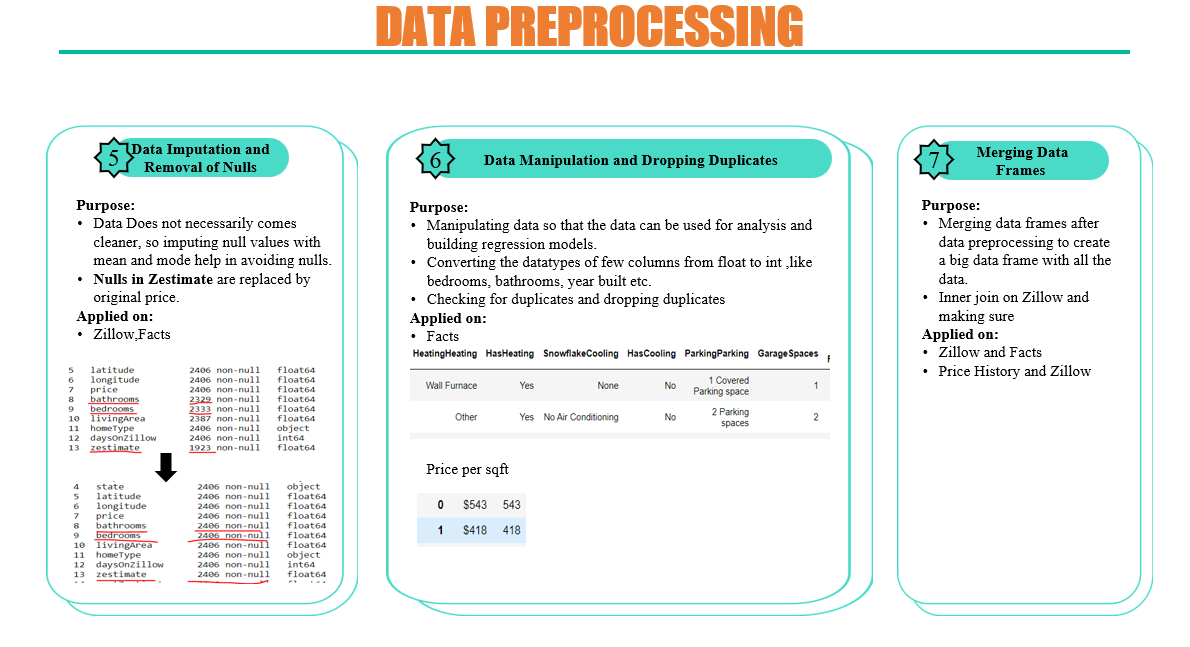 DATA PREPROCESSING
5
Data Imputation and
Removal of Nulls
Purpose:
• Data Does not necessarily comes
cleaner, so imputing null values with
mean and mode help in avoiding nulls.
• Nulls in Zestimate are replaced by
original price.
Applied on:
• Zillow,Facts
5 latitude 2406 non-null float64
6 longitude 2406 non-null float64
7 price 2406 non-null float64
8 bathrooms 2329 non-null float64
9 bedrooms 2333 non-null float64
10 livingArea 2387 non-null float64
11 homeType 2406 non-null object
12 daysOnZillow 2406 non-null int64
13 zestimate 1923 non-null float64
4 state 2406 non-null object
5 latitude 2406 non-null float64
6 longitude 2406 non-null float64
7 price 2406 non-null float64
8 bathrooms 2406 non-null float64
9 bedrooms 2406 non-null float64
10 livingArea 2406 non-null float64
11 homeType 2406 non-null object
12 daysOnZillow 2406 non-null int64
13 zestimate 2406 non-null float64
6
Data Manipulation and Dropping Duplicates
Purpose:
• Manipulating data so that the data can be used for analysis and
building regression models.
• Converting the datatypes of few columns from float to int ,like
bedrooms, bathrooms, year built etc.
• Checking for duplicates and dropping duplicates
Applied on:
• Facts
HeatingHeating HasHeating SnowflakeCooling HasCooling ParkingParking GarageSpaces
Wall Furnace Yes None No 1 Covered
Parking space 1
Other Yes No Air Conditioning No 2 Parking
spaces 2
Price per sqft
0 $543 543
1 $418 418
7
Merging Data
Frames
Purpose:
• Merging data frames after
data preprocessing to create
a big data frame with all the
data.
• Inner join on Zillow and
making sure
Applied on:
• Zillow and Facts
• Price History and Zillow